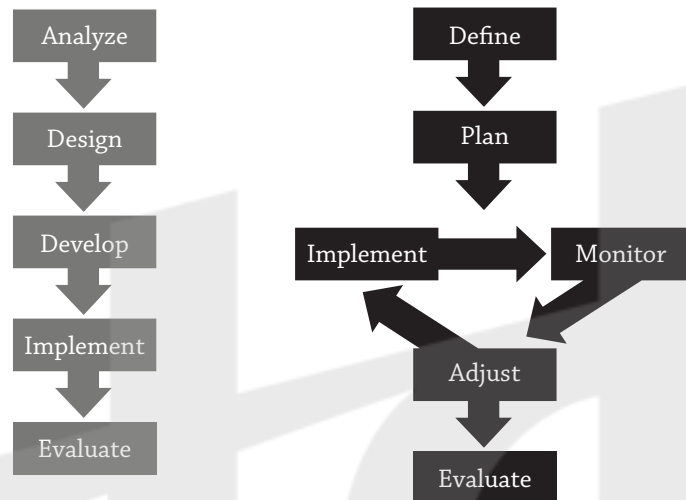 Analyze
Design
Develop
Implement
Evaluate
Define
Plan
Implement
Monitor
Adjust
Evaluate